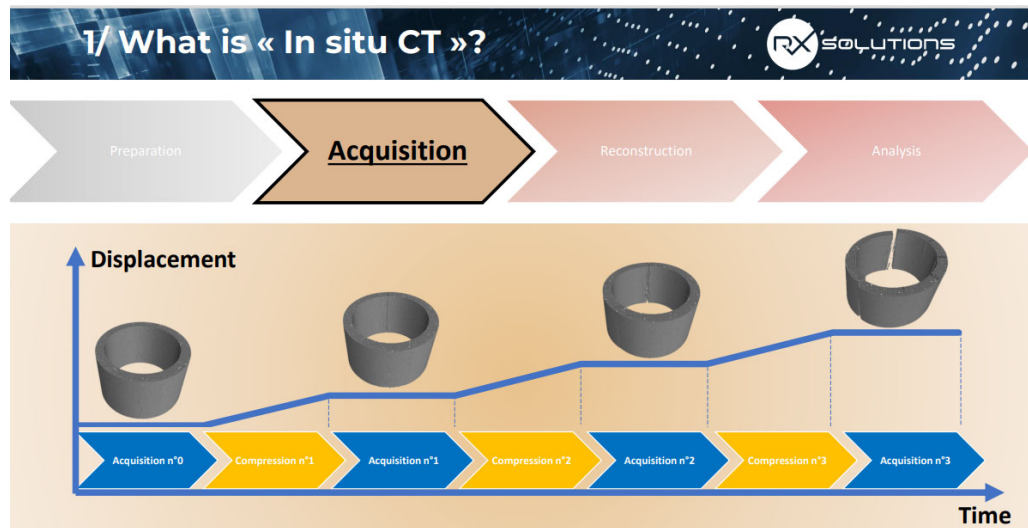 1/ What is « In situ CT »?
RX SOLUTIONS
Preparation
Acquisition
Reconstruction
Analysis
Displacement
Acquisition n°0
Compression n°1
Acquisition n°1
Compression n°2
Acquisition n°2
Compression n°3
Acquisition n°3
Time